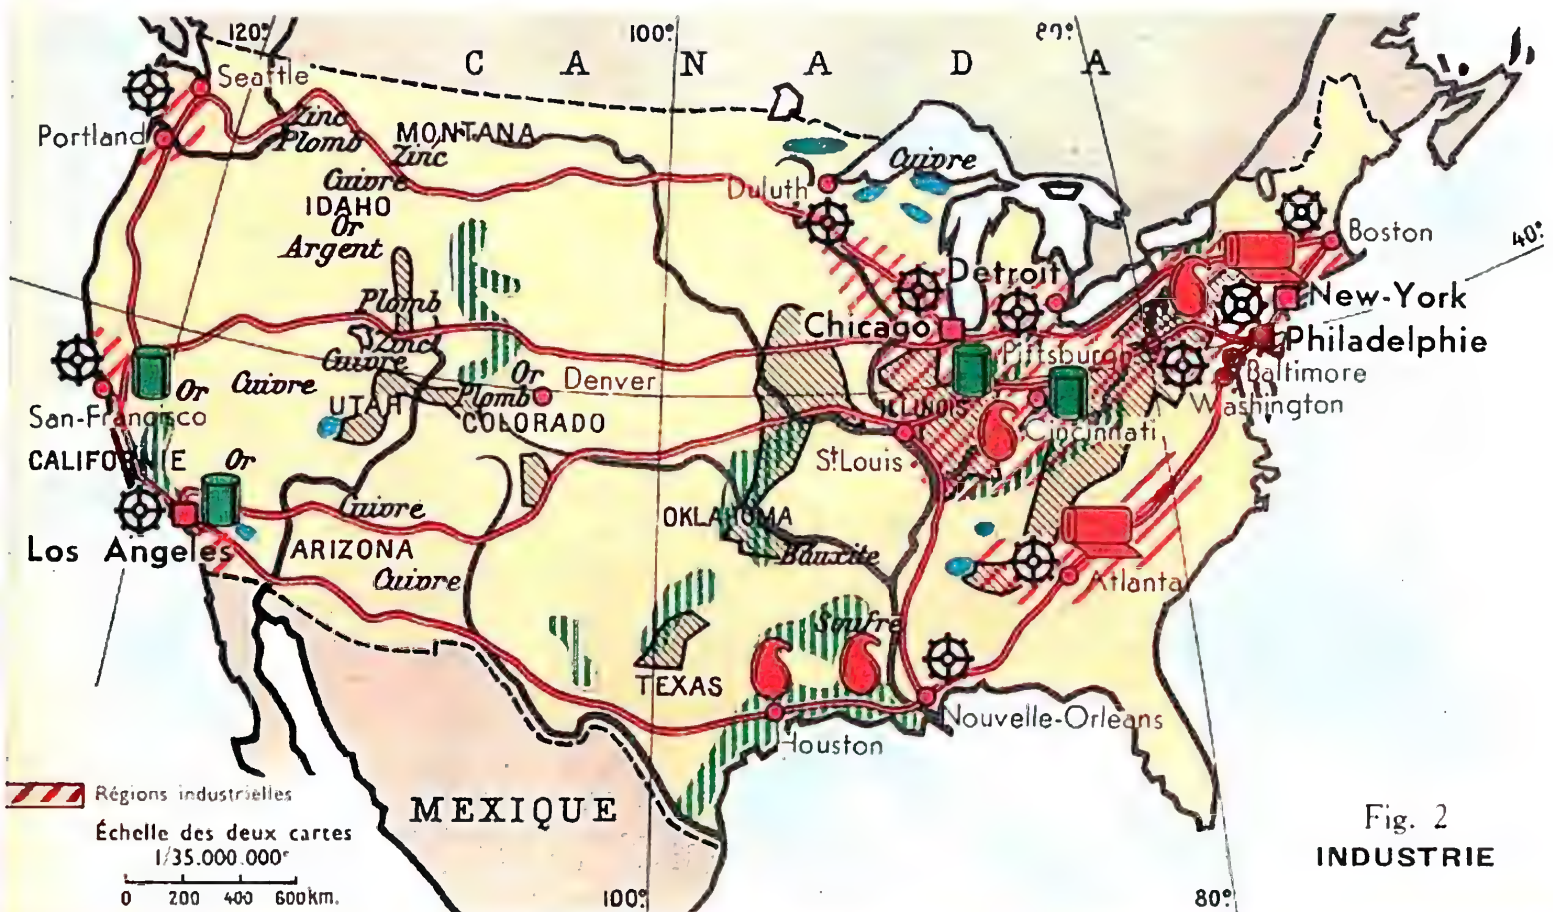 120°
100°
80°
C A N A D A
Seattle
Zinc
Plomb
Portland
MONTANA
Zinc
Cuivre
Cuivre
Duluth
IDAHO
Or
Argent
Boston
40°
Detroit
New-York
Plomb
Chicago
Zinc
Cuivre
Pittsburgh
Philadelphie
Or
Cuivre
Or
Plomb
Denver
Baltimore
San-Francisco
UTAH
COLORADO
ILLINOIS
Washington
Cincinnati
CALIFORNIE
Or
St Louis
Cuivre
OKLAHOMA
Los Angeles
ARIZONA
Cuivre
Bauxite
Atlanta
Soufre
TEXAS
Nouvelle-Orléans
Houston
MEXIQUE
Régions industrielles
Échelle des deux cartes
1/35.000.000e
0 200 400 600km.
Fig. 2
INDUSTRIE
100°
80°